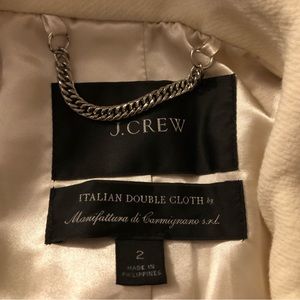 J.CREW
ITALIAN DOUBLE CLOTH by
Manifattura di Carmignano s.r.l.
2
MADE IN
PHILIPPINES